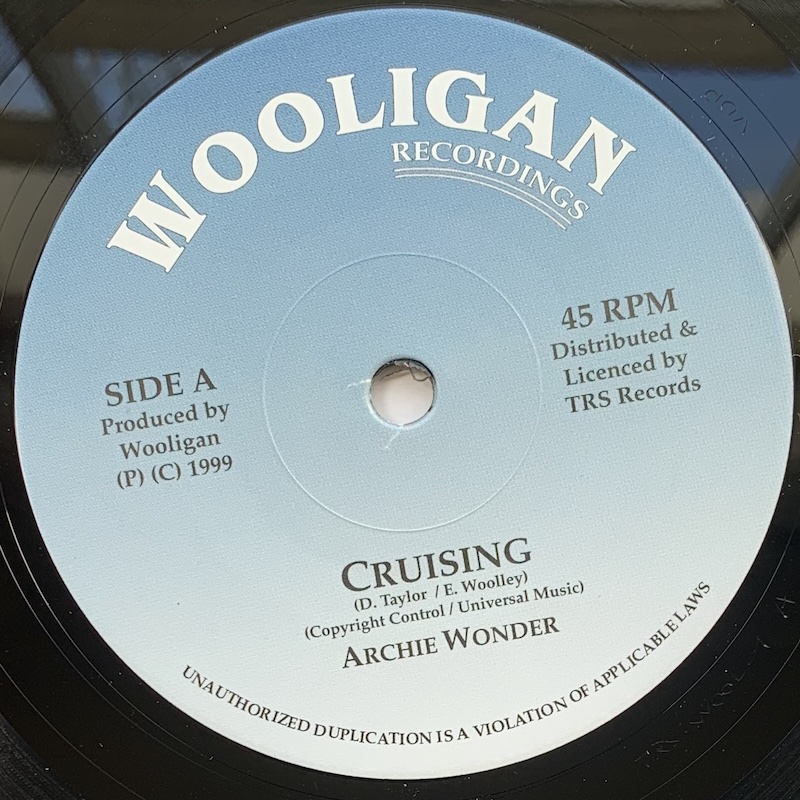 WOOLIGAN
RECORDINGS
SIDE A
Produced by
Wooligan
(P) (C) 1999
45 RPM
Distributed &
Licenced by
TRS Records
CRUISING
(D. Taylor / E. Woolley)
(Copyright Control / Universal Music)
ARCHIE WONDER
UNAUTHORIZED DUPLICATION IS A VIOLATION OF APPLICABLE LAWS